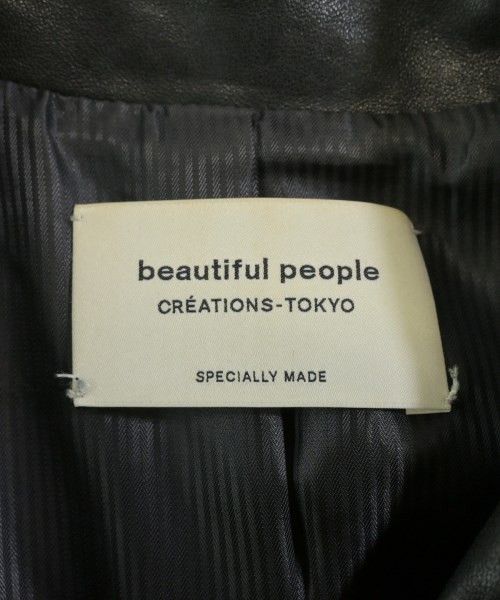 beautiful people
CRÉATIONS-TOKYO
SPECIALLY MADE